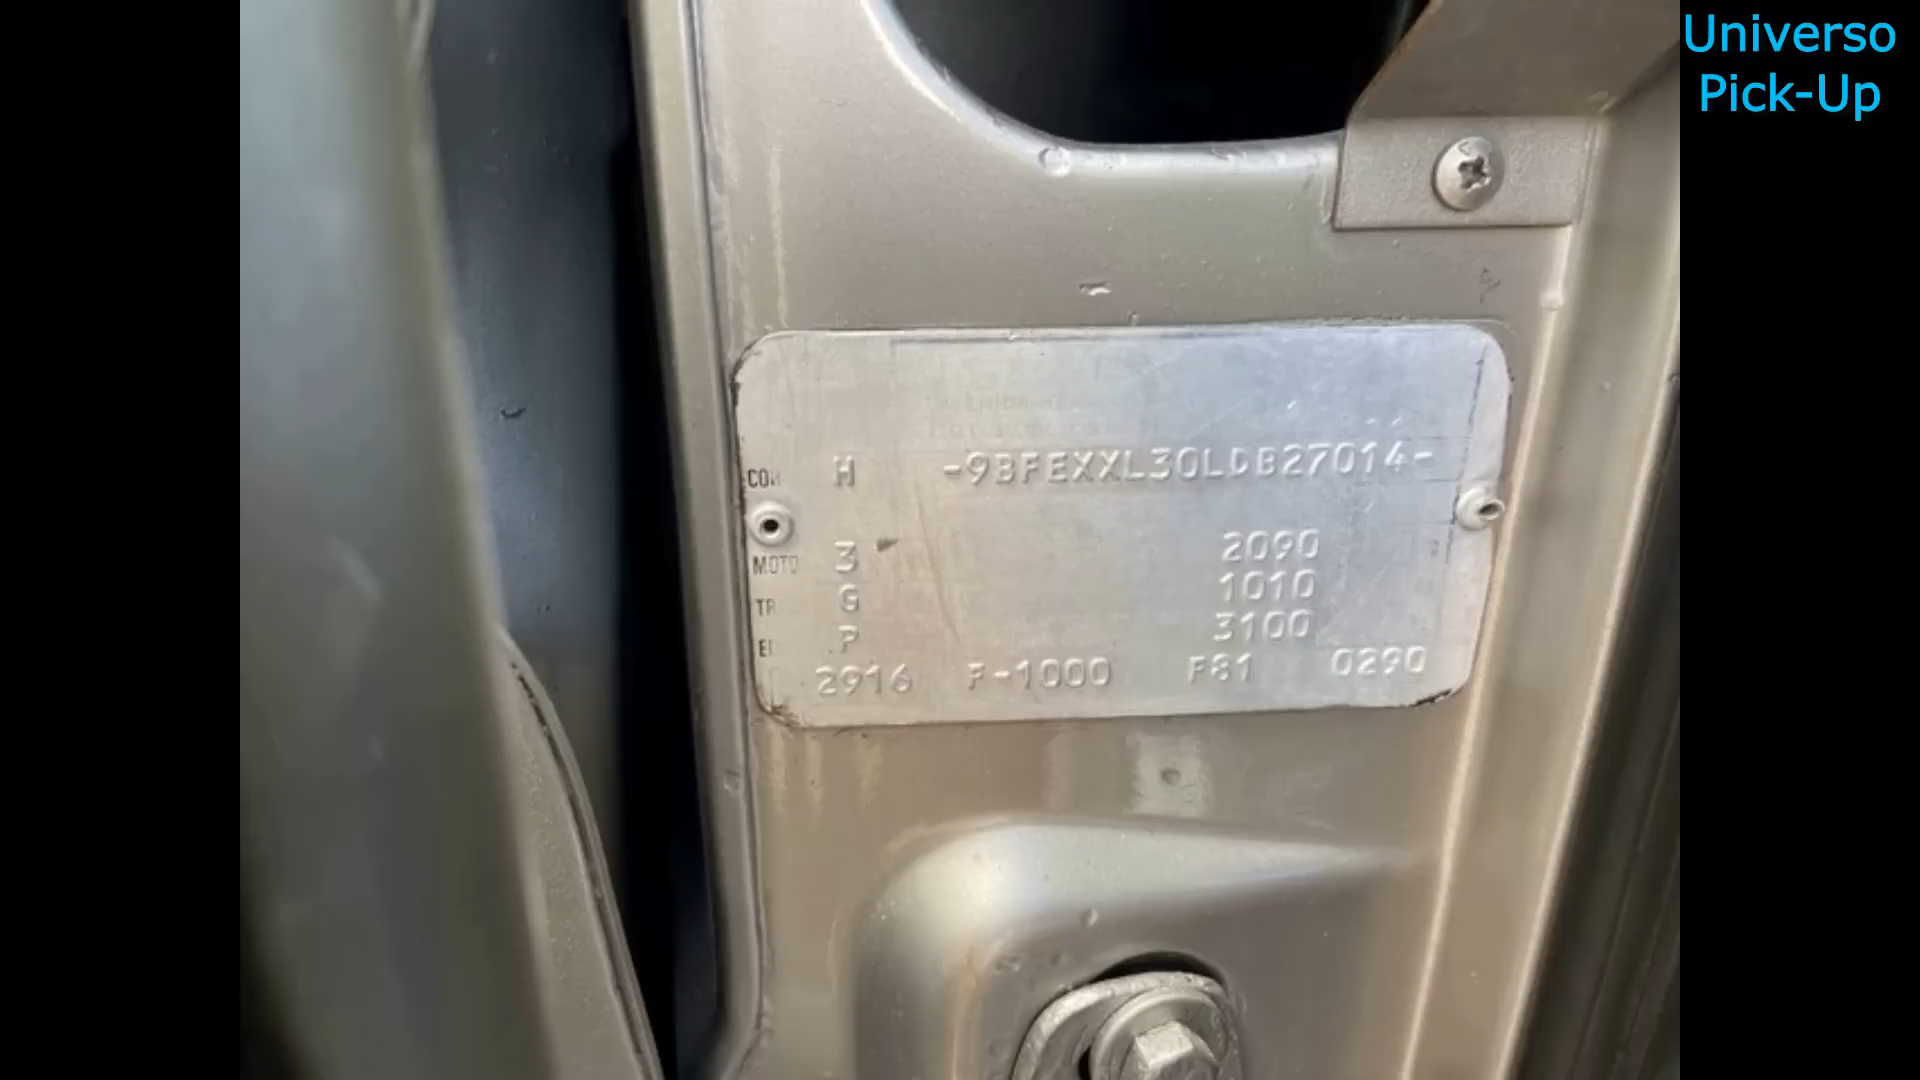 Universo
Pick-Up
COR H -9BFEXXL30LDB27014-
MOTO 3 2090
TR G 1010
P 3100
2916 F-1000 F81 0290